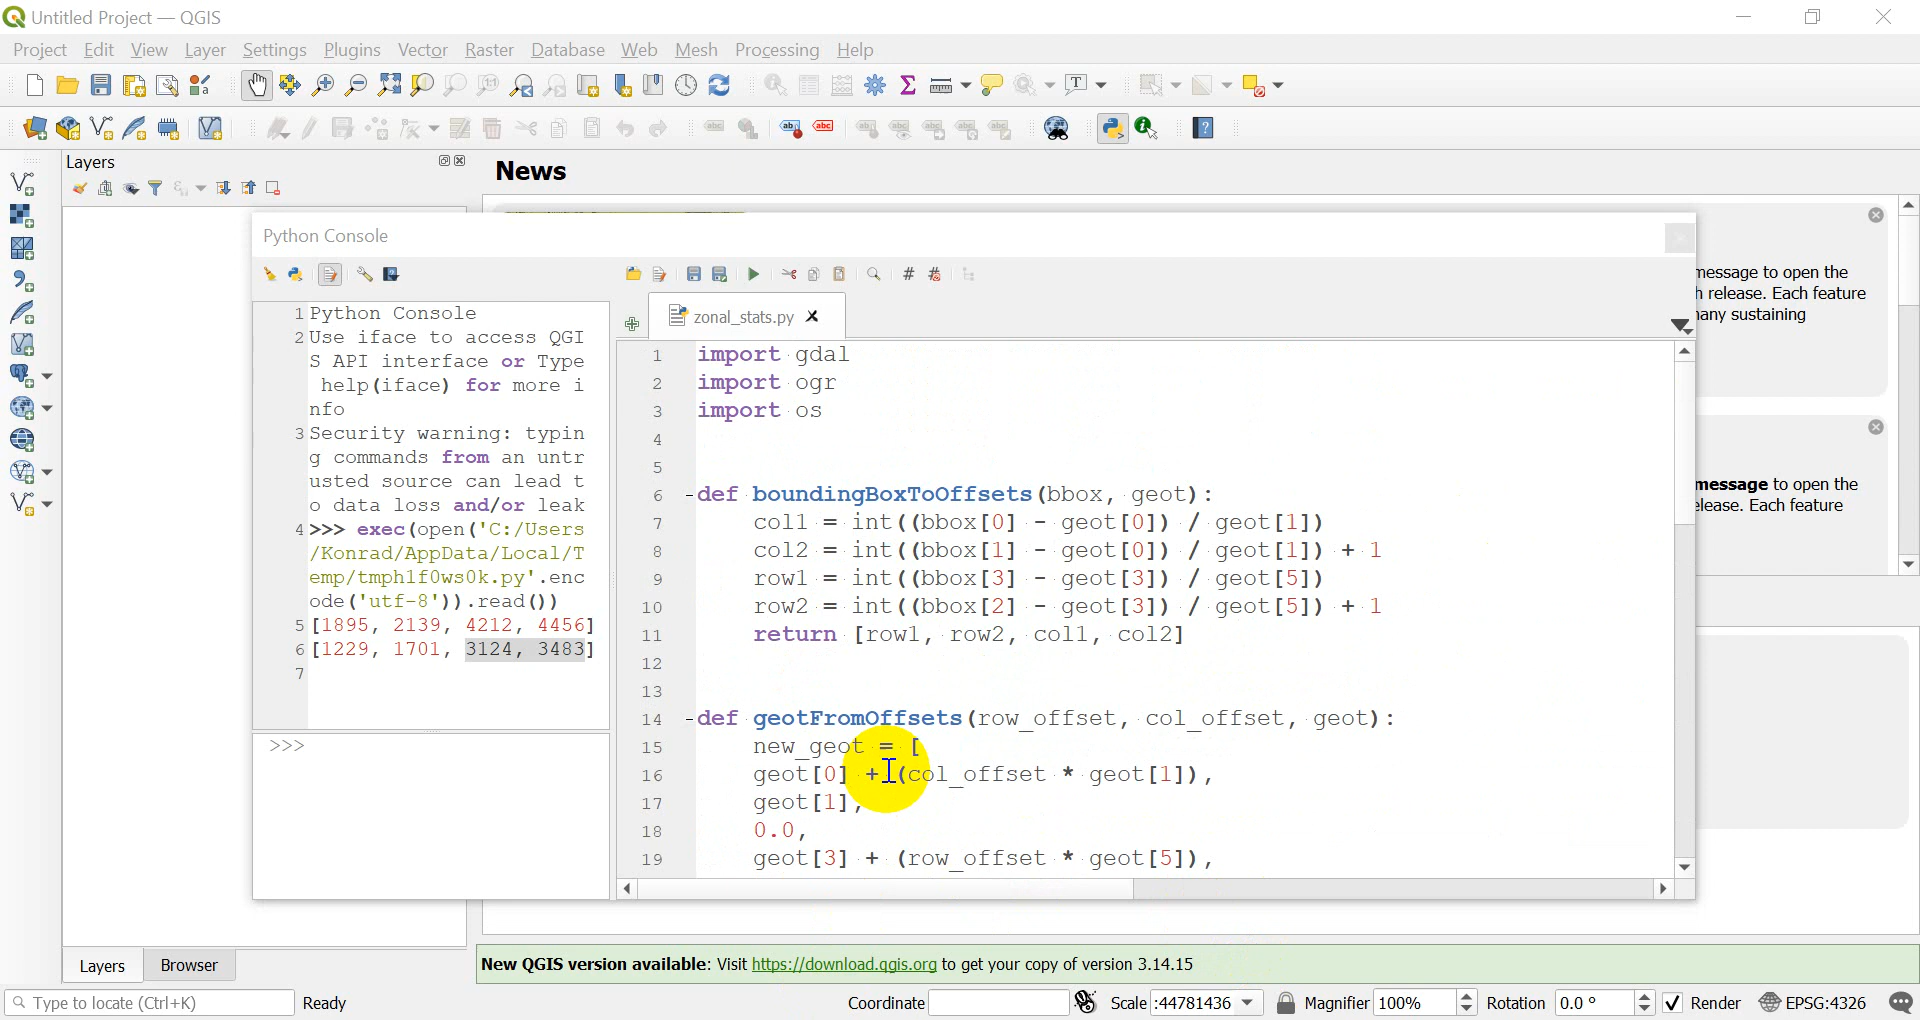 Untitled Project — QGIS
Project Edit View Layer Settings Plugins Vector Raster Database Web Mesh Processing Help
Layers
News
Python Console
message to open the
h release. Each feature
any sustaining
zonal_stats.py
1 Python Console
2 Use iface to access QGI
S API interface or Type
help(iface) for more i
nfo
3 Security warning: typin
g commands from an untr
usted source can lead t
o data loss and/or leak
4 >>> exec(open('C:/Users
/Konrad/AppData/Local/T
emp/tmph1f0ws0k.py'.enc
ode('utf-8')).read())
5 [1895, 2139, 4212, 4456]
6 [1229, 1701, 3124, 3483]
7
>>>
1 import gdal
2 import ogr
3 import os
4
5
6 def boundingBoxToOffsets(bbox, geot):
7 col1 = int((bbox[0] - geot[0]) / geot[1])
8 col2 = int((bbox[1] - geot[0]) / geot[1]) + 1
9 row1 = int((bbox[3] - geot[3]) / geot[5])
10 row2 = int((bbox[2] - geot[3]) / geot[5]) + 1
11 return [row1, row2, col1, col2]
12
13
14 def geotFromOffsets(row_offset, col_offset, geot):
15 new_geot = [
16 geot[0] + (col_offset * geot[1]),
17 geot[1],
18 0.0,
19 geot[3] + (row_offset * geot[5]),
message to open the
lease. Each feature
Layers Browser
New QGIS version available: Visit https://download.qgis.org to get your copy of version 3.14.15
Type to locate (Ctrl+K) Ready Coordinate Scale :44781436 Magnifier 100% Rotation 0.0 ° Render EPSG:4326